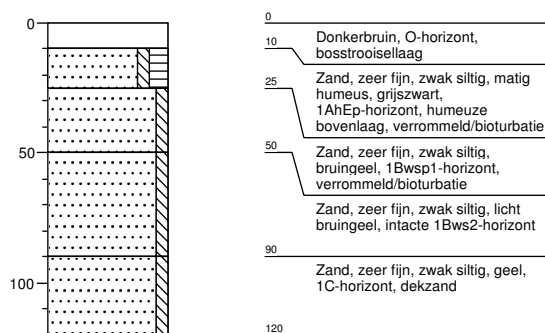 0
50
100
0
Donkerbruin, O-horizont,
bosstrooisellaag
10
Zand, zeer fijn, zwak siltig, matig
humeus, grijszwart,
1AhEp-horizont, humeuze
bovenlaag, verrommeld/bioturbatie
25
Zand, zeer fijn, zwak siltig,
bruingeel, 1Bwsp1-horizont,
verrommeld/bioturbatie
50
Zand, zeer fijn, zwak siltig, licht
bruingeel, intacte 1Bws2-horizont
90
Zand, zeer fijn, zwak siltig, geel,
1C-horizont, dekzand
120